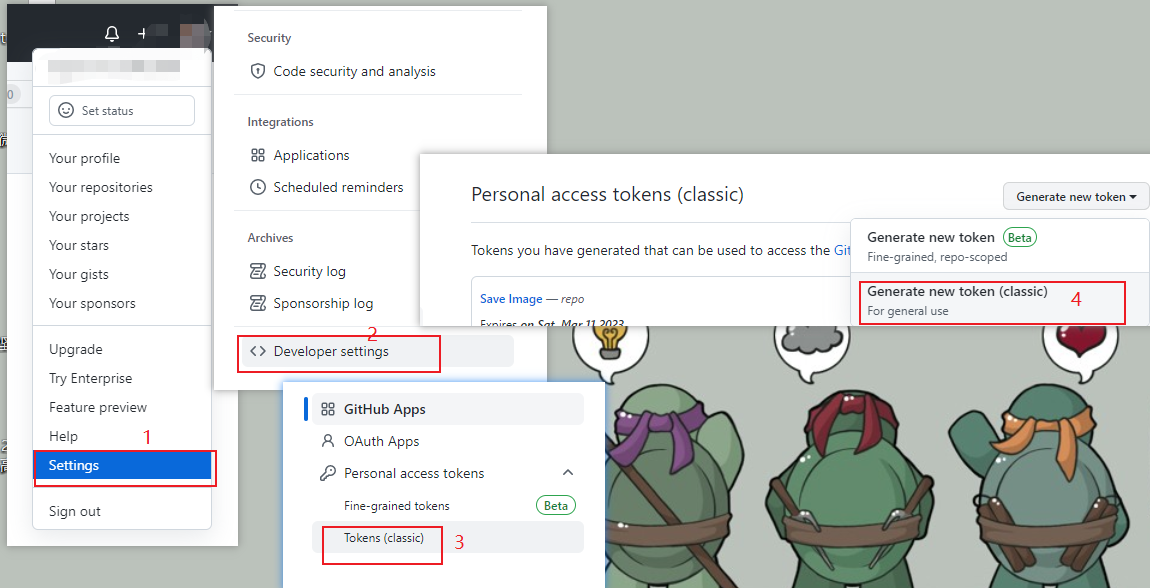 Set status
Your profile
Your repositories
Your projects
Your stars
Your gists
Your sponsors
Upgrade
Try Enterprise
Feature preview
Help
1
Settings
Sign out
Security
Code security and analysis
Integrations
Applications
Scheduled reminders
Archives
Security log
Sponsorship log
2
Developer settings
GitHub Apps
OAuth Apps
Personal access tokens
Fine-grained tokens Beta
Tokens (classic) 3
Personal access tokens (classic)
Generate new token
Tokens you have generated that can be used to access the Git
Save Image — repo
Expires on Sat, Mar 11 2023
Generate new token Beta
Fine-grained, repo-scoped
Generate new token (classic) 4
For general use